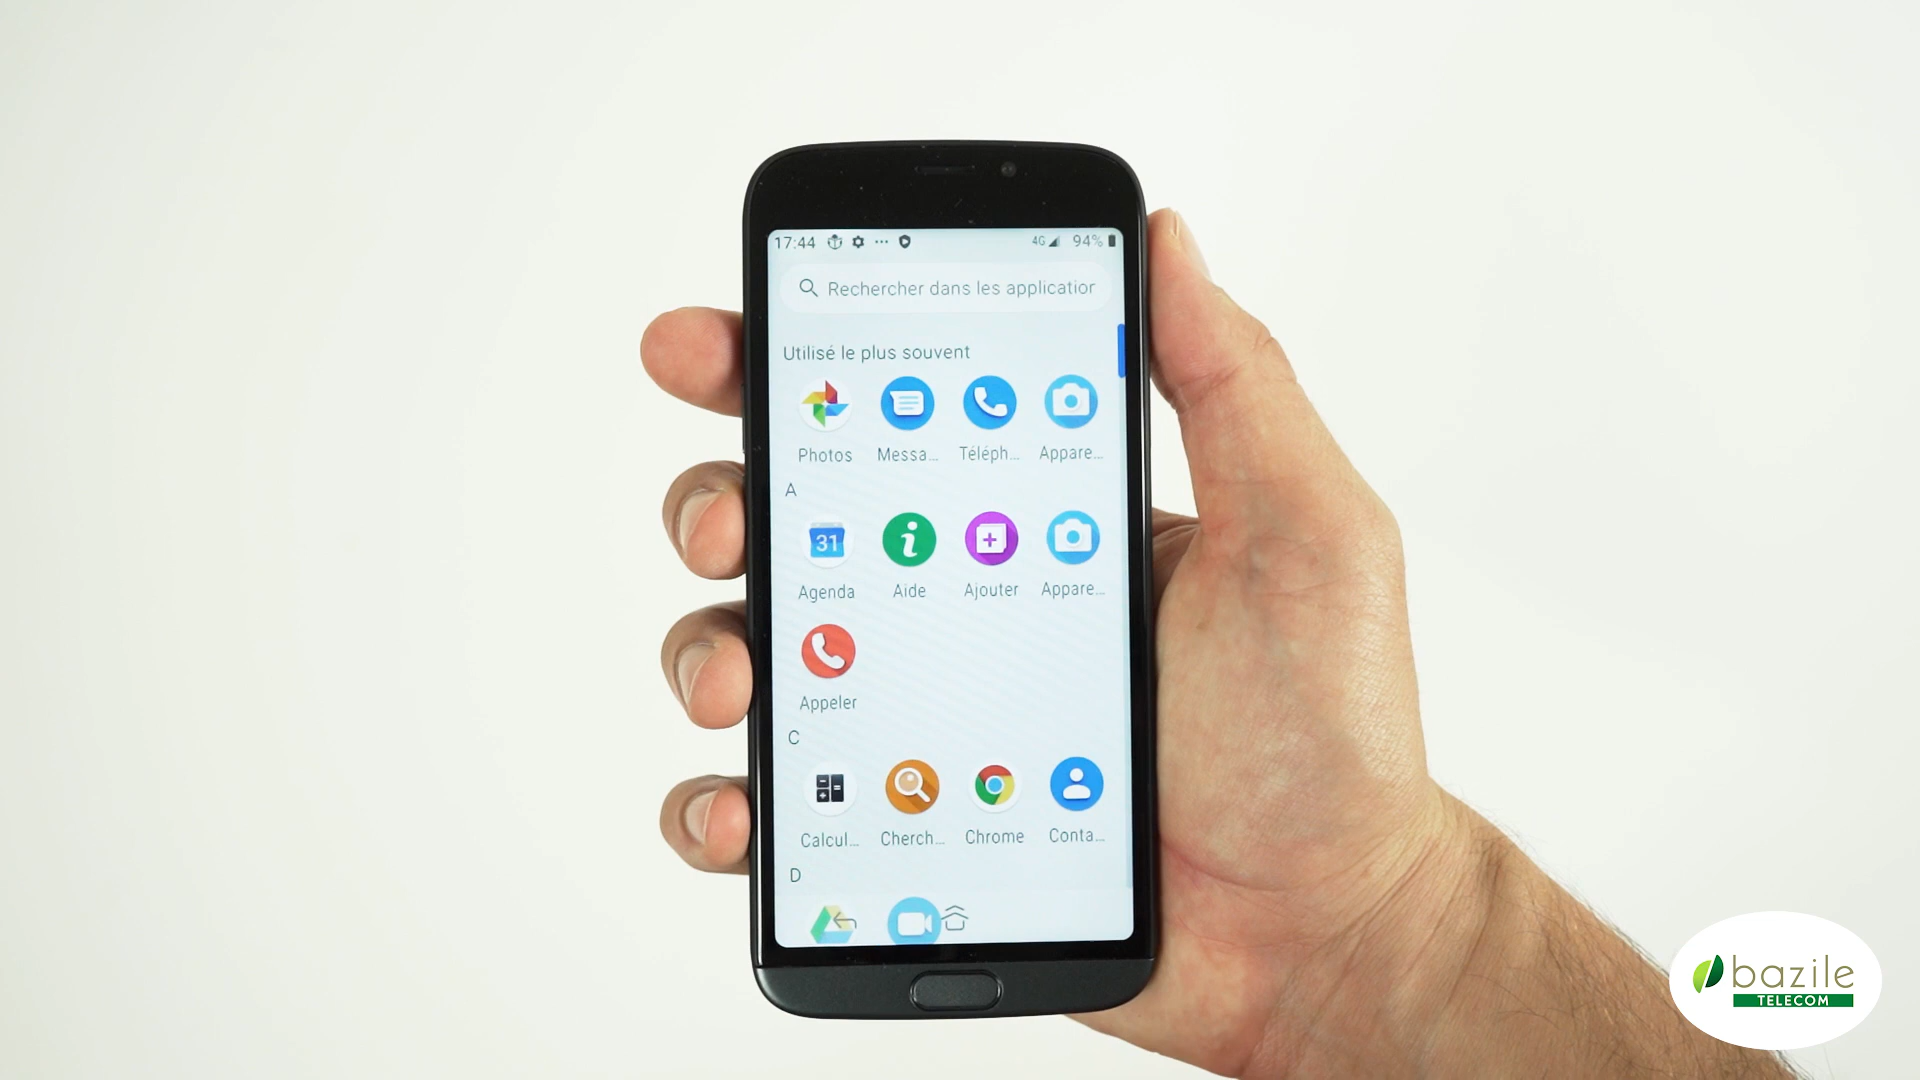 17:44 4G 94%
Rechercher dans les application
Utilisé le plus souvent
Photos Messa... Téléph... Appare...
A
31
Agenda Aide Ajouter Appare...
Appeler
C
Calcul... Cherch... Chrome Conta...
D
bazile
TELECOM